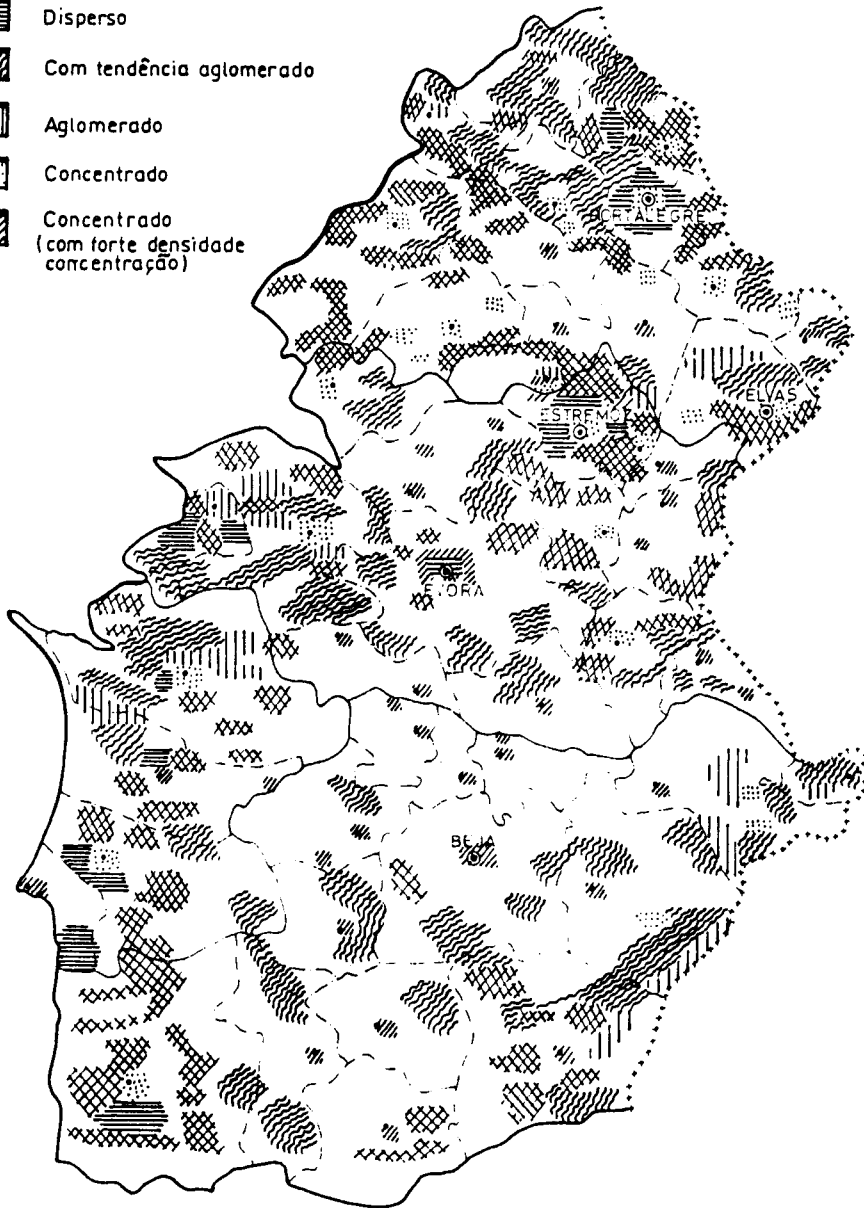 Disperso
Com tendência aglomerado
Aglomerado
Concentrado
Concentrado
(com forte densidade
concentração)
PORTALEGRE
ELVAS
ESTREMOZ
ÉVORA
BEJA